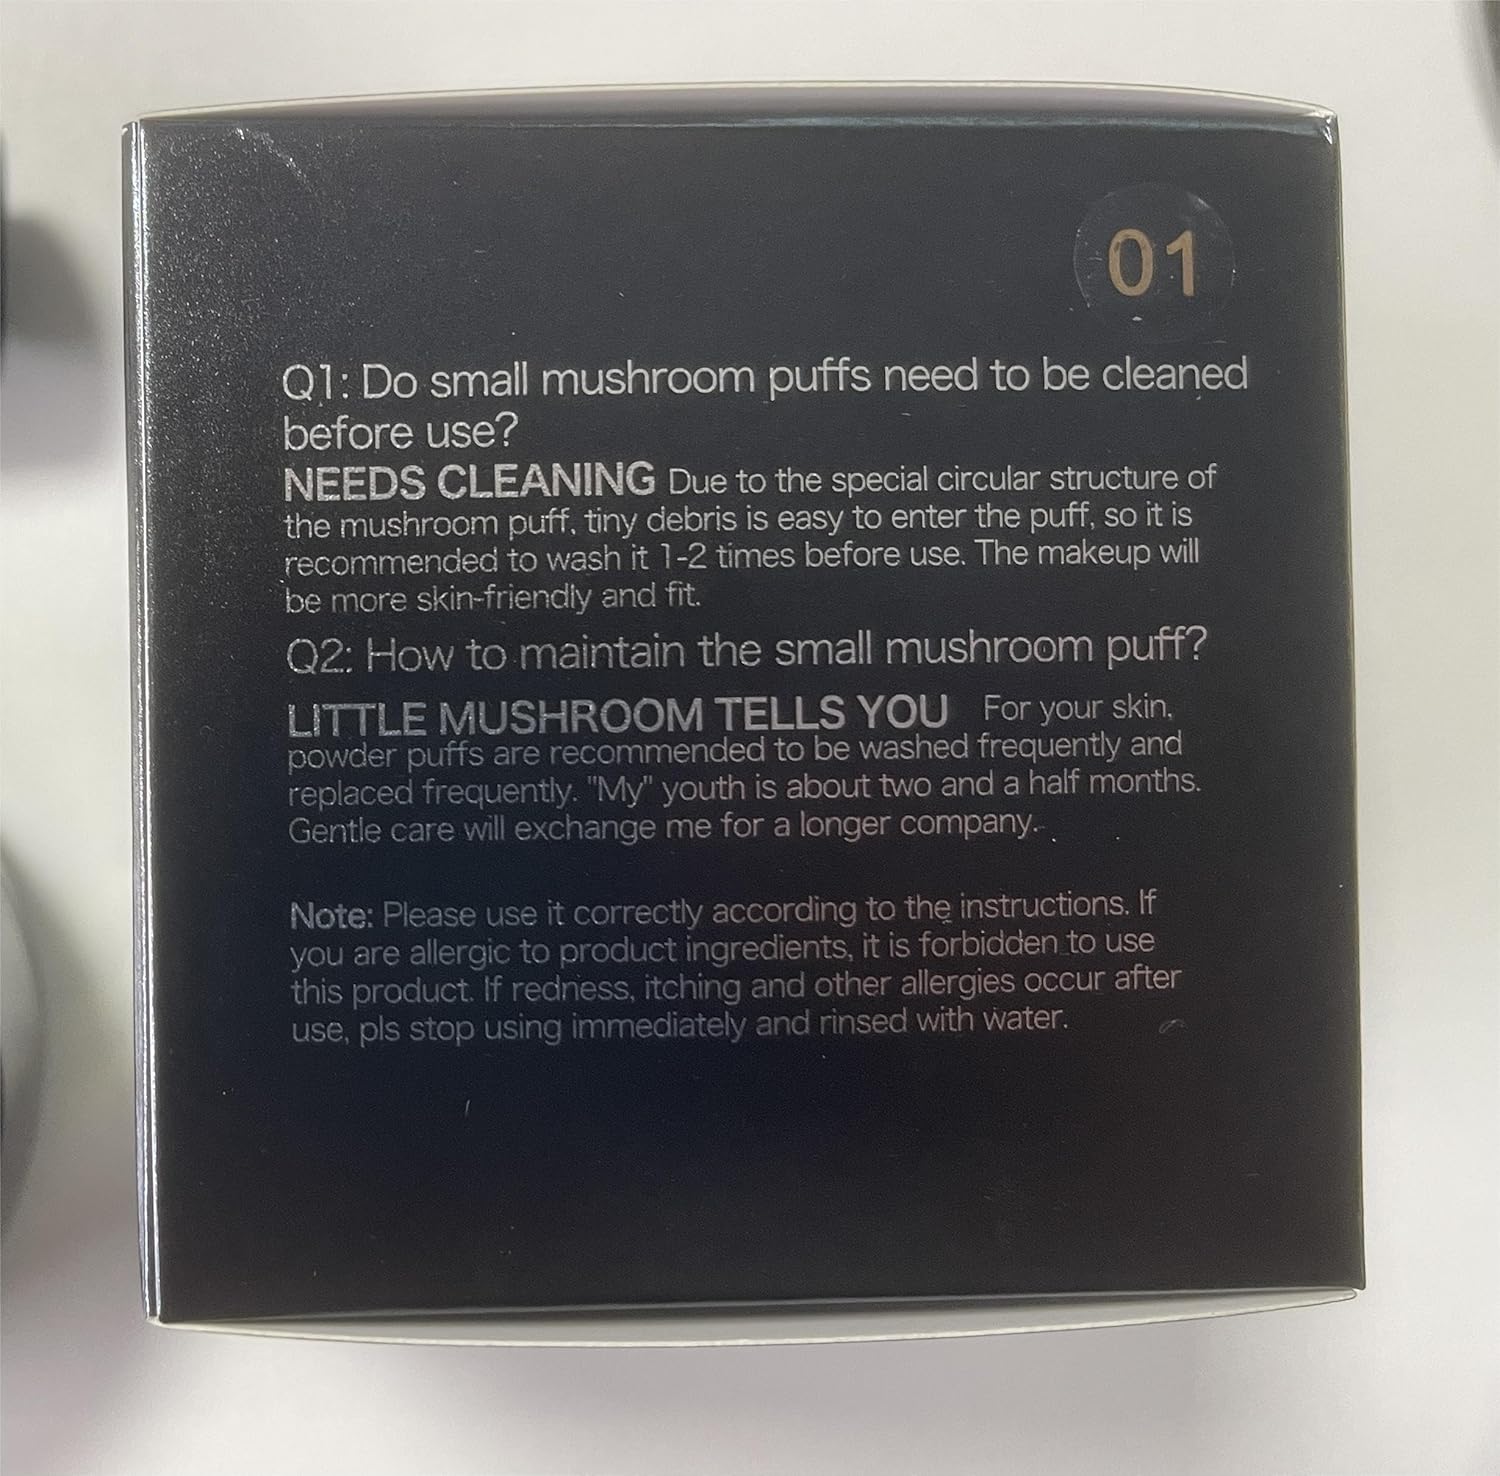 01
Q1: Do small mushroom puffs need to be cleaned
before use?
NEEDS CLEANING Due to the special circular structure of
the mushroom puff, tiny debris is easy to enter the puff, so it is
recommended to wash it 1-2 times before use. The makeup will
be more skin-friendly and fit.
Q2: How to maintain the small mushroom puff?
LITTLE MUSHROOM TELLS YOU For your skin,
powder puffs are recommended to be washed frequently and
replaced frequently. "My" youth is about two and a half months.
Gentle care will exchange me for a longer company.
Note: Please use it correctly according to the instructions. If
you are allergic to product ingredients, it is forbidden to use
this product. If redness, itching and other allergies occur after
use, pls stop using immediately and rinsed with water.